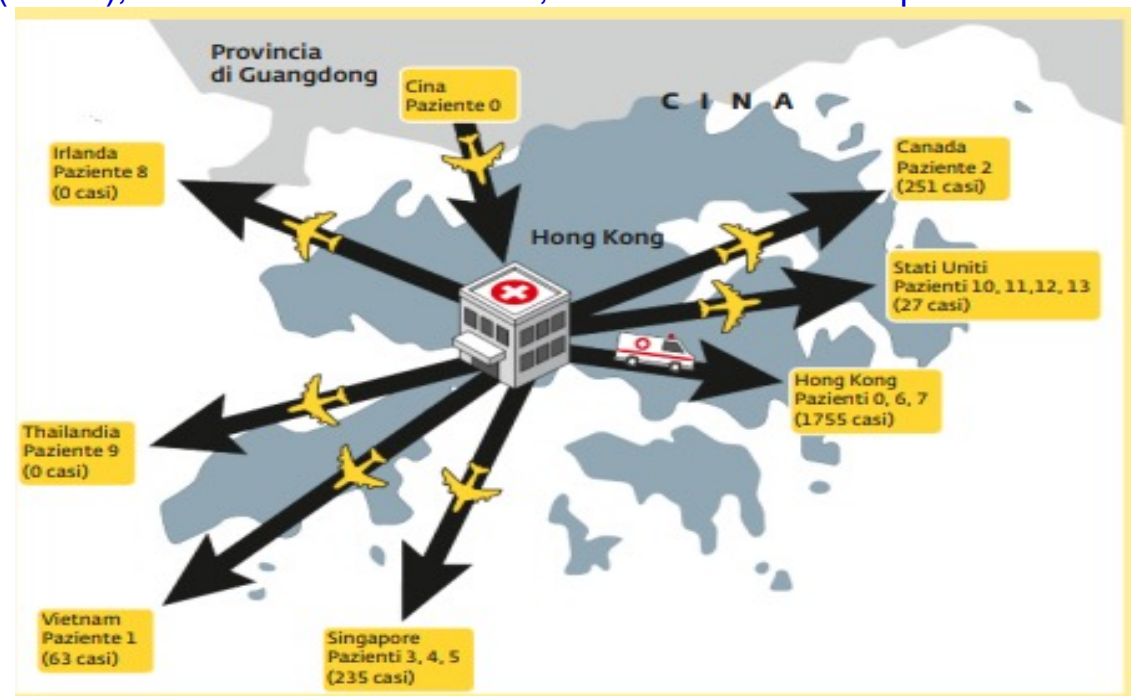 Provincia
di Guangdong
Cina
Paziente 0
CINA
Irlanda
Paziente 8
(0 casi)
Canada
Paziente 2
(251 casi)
Hong Kong
Stati Uniti
Pazienti 10, 11,12, 13
(27 casi)
Hong Kong
Pazienti 0, 6, 7
(1755 casi)
Thailandia
Paziente 9
(0 casi)
Vietnam
Paziente 1
(63 casi)
Singapore
Pazienti 3, 4, 5
(235 casi)